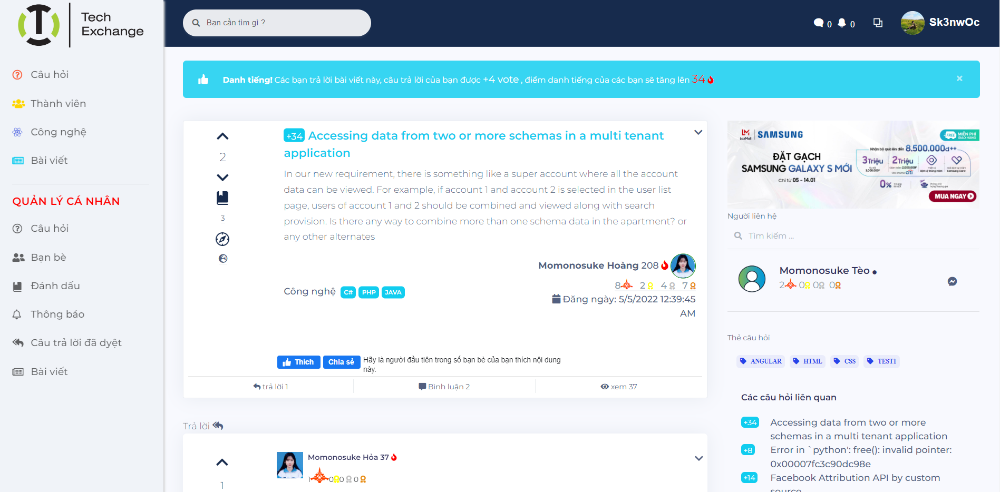 Tech
Exchange
Bạn cần tìm gì ?
0
0
Sk3nwOc
Câu hỏi
Thành viên
Công nghệ
Bài viết
QUẢN LÝ CÁ NHÂN
Câu hỏi
Bạn bè
Đánh dấu
Thông báo
Câu trả lời đã dyệt
Bài viết
Danh tiếng! Các bạn trả lời bài viết này, câu trả lời của bạn được +4 vote , điểm danh tiếng của các bạn sẽ tăng lên 34
×
2
3
+34 Accessing data from two or more schemas in a multi tenant
application
In our new requirement, there is something like a super account where all the account
data can be viewed. For example, if account 1 and account 2 is selected in the user list
page, users of account 1 and 2 should be combined and viewed along with search
provision. Is there any way to combine more than one schema data in the apartment? or
any other alternates
Momonosuke Hoàng 208
8 2 4 7
Công nghệ C# PHP JAVA
Đăng ngày: 5/5/2022 12:39:45
AM
Thích
Chia sẻ
Hãy là người đầu tiên trong số bạn bè của bạn thích nội dung
này.
trả lời 1
Bình luận 2
xem 37
Trả lời
1
Momonosuke Hỏa 37
1 0 0 0
LazMall
SAMSUNG
FREE MIỄN PHÍ
GIAO HÀNG
ĐẶT GẠCH
SAMSUNG GALAXY S MỚI
Chỉ từ 05 - 14.01
Nhận bộ quà lên đến 8.500.000đ++
3Triệu
2Triệu
3.000.000đ
2.000.000đ
citi
Samsung Care+
0%
MUA NGAY
Người liên hệ
Tìm kiếm ...
Momonosuke Tèo
2 0 0 0
Thẻ câu hỏi
ANGULAR
HTML
CSS
TEST1
Các câu hỏi liên quan
+34 Accessing data from two or more
schemas in a multi tenant application
+8 Error in `python': free(): invalid pointer:
0x00007fc3c90dc98e
+14 Facebook Attribution API by custom
source